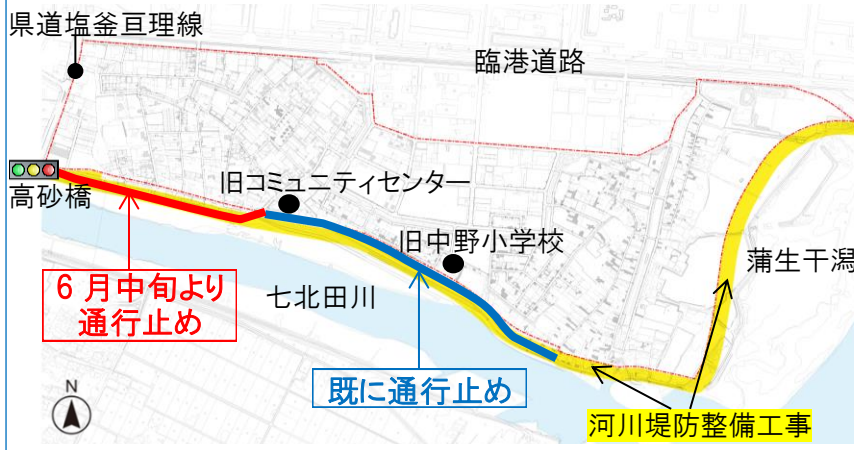 県道塩釜亘理線
臨港道路
高砂橋
旧コミュニティセンター
旧中野小学校
蒲生干潟
6月中旬より
通行止め
七北田川
既に通行止め
N
河川堤防整備工事